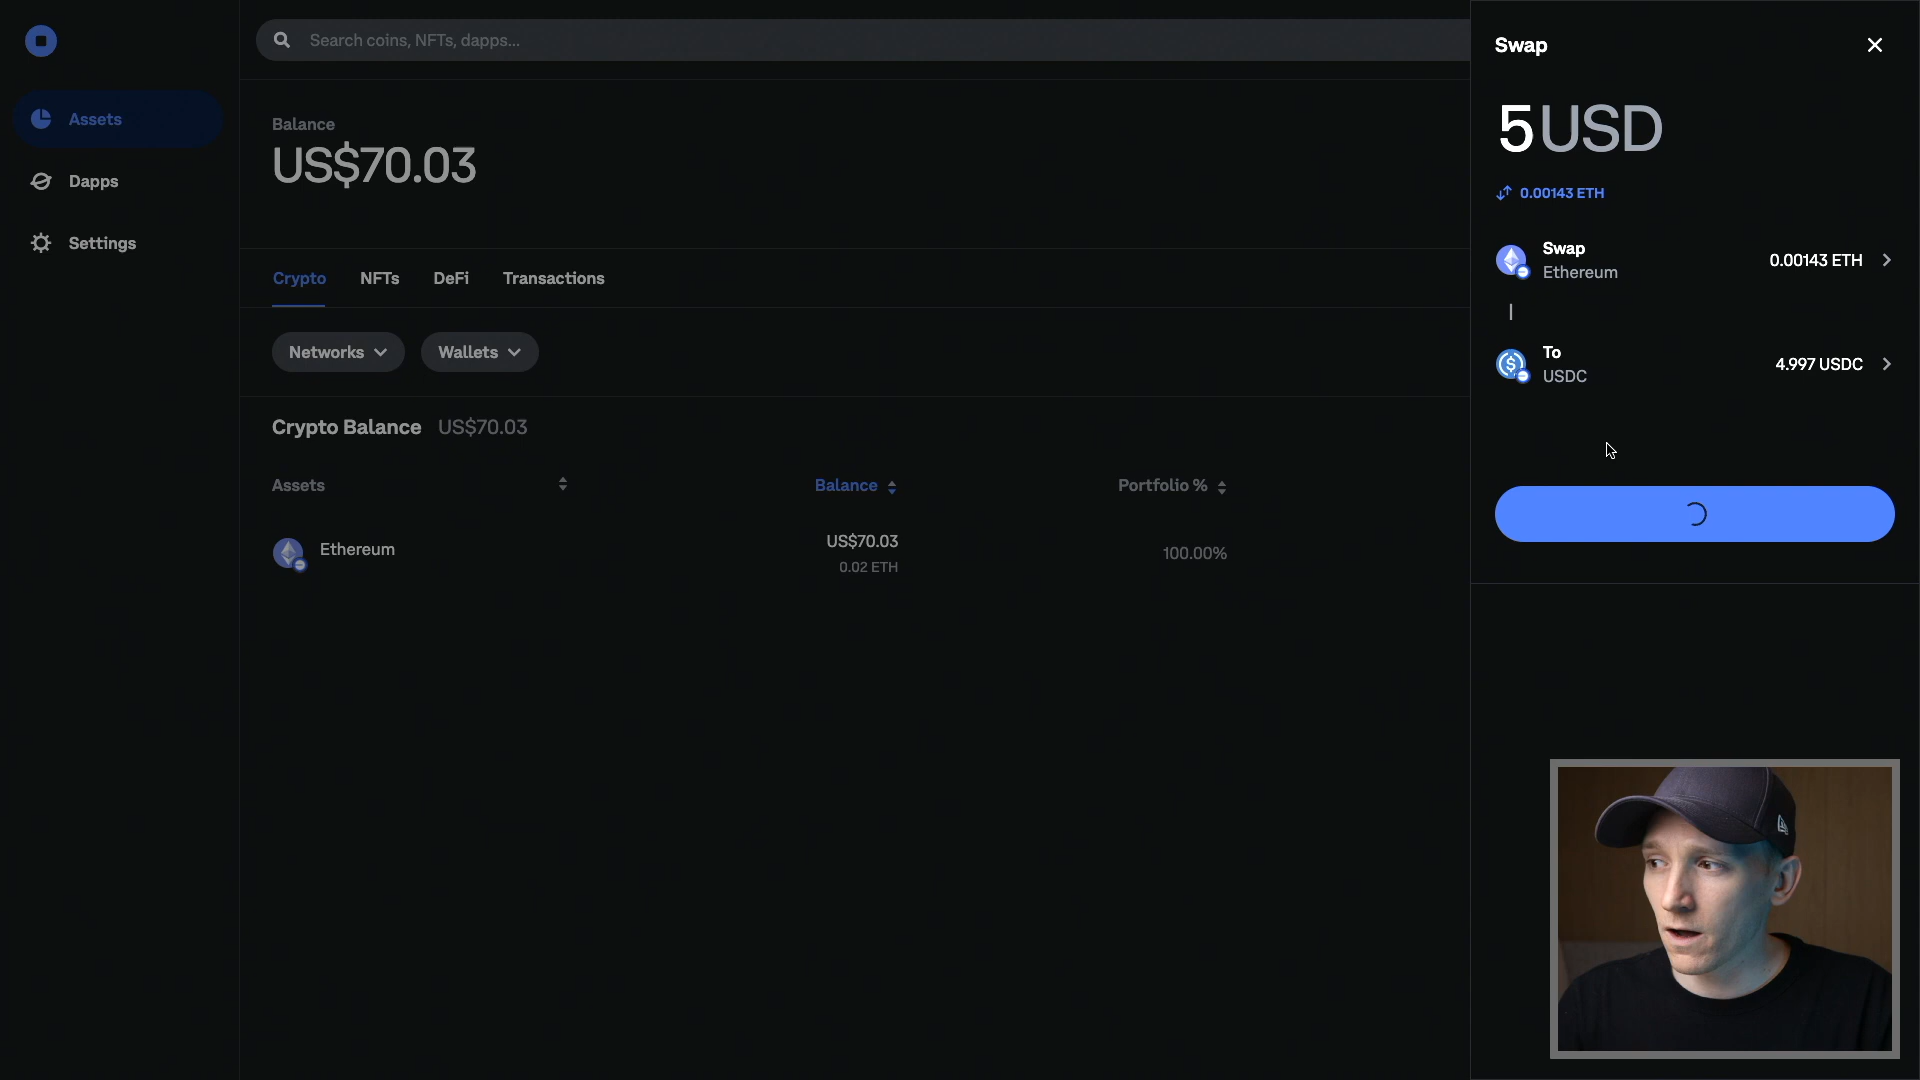 Search coins, NFTs, dapps...
Assets
Dapps
Settings
Balance
US$70.03
Crypto NFTs DeFi Transactions
Networks Wallets
Crypto Balance US$70.03
Assets Balance Portfolio %
Ethereum US$70.03 100.00%
0.02 ETH
Swap
5 USD
0.00143 ETH
Swap
Ethereum
0.00143 ETH
To
USDC
4.997 USDC